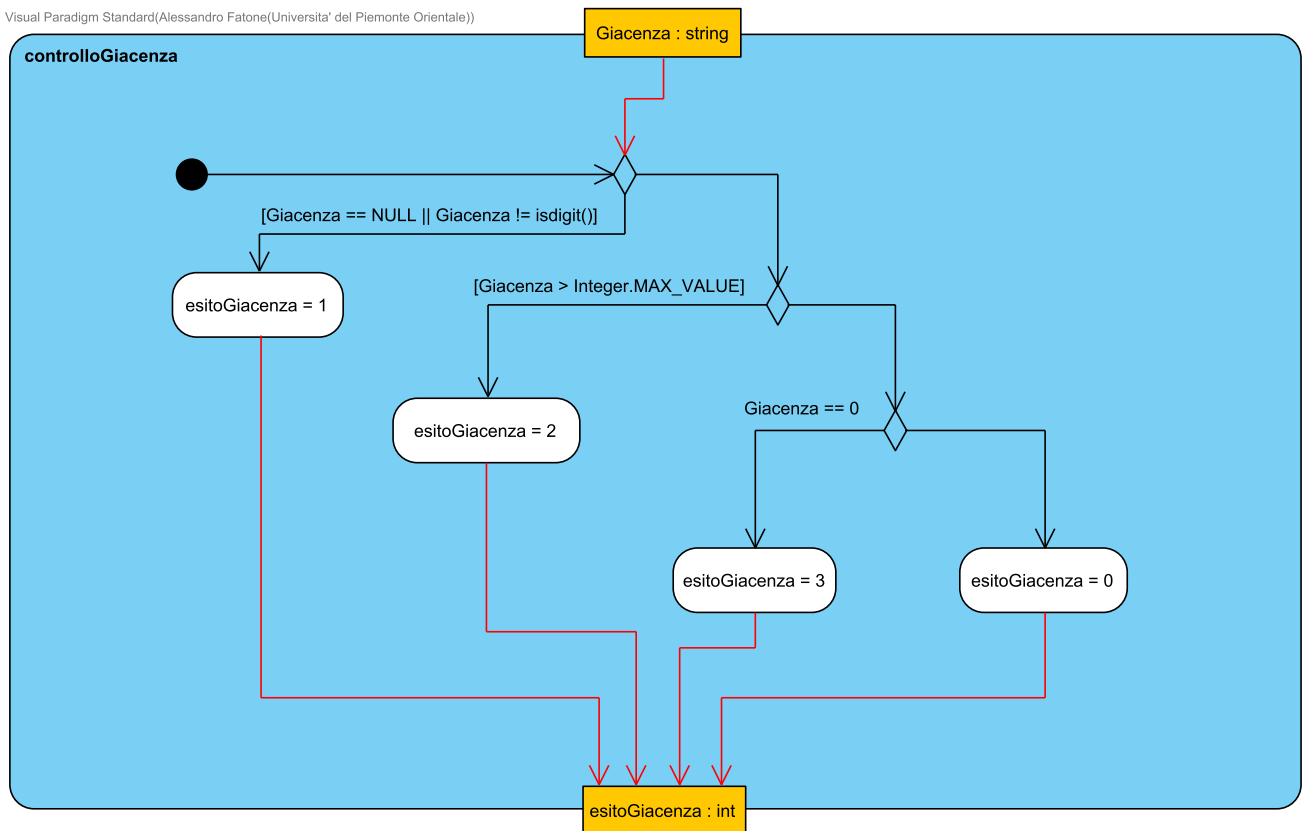 Visual Paradigm Standard(Alessandro Fatone(Universita' del Piemonte Orientale))
Giacenza : string
controlloGiacenza
[Giacenza == NULL || Giacenza != isdigit()]
[Giacenza > Integer.MAX_VALUE]
esitoGiacenza = 1
Giacenza == 0
esitoGiacenza = 2
esitoGiacenza = 3
esitoGiacenza = 0
esitoGiacenza : int